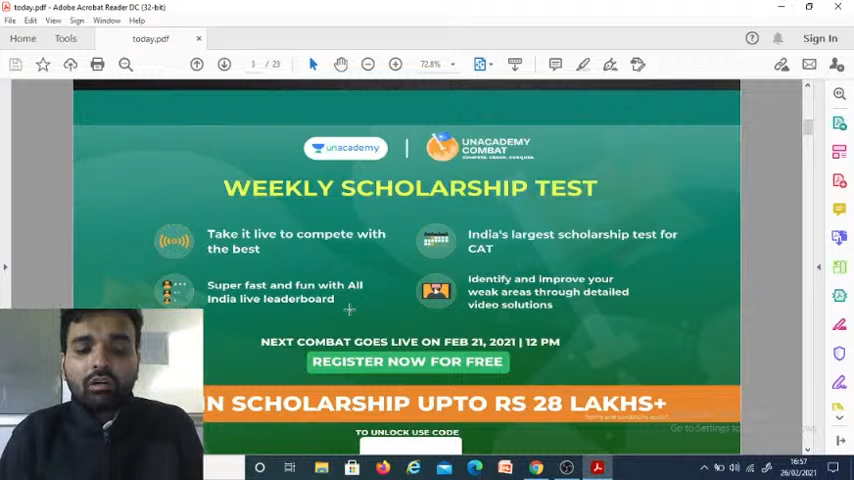 today.pdf - Adobe Acrobat Reader DC (32-bit)
File Edit View Sign Window Help
Home Tools today.pdf × Sign In
3 / 23 72.8%
unacademy | UNACADEMY
COMBAT
COMPETE. CRACK. CONQUER.
WEEKLY SCHOLARSHIP TEST
Take it live to compete with
the best
India's largest scholarship test for
CAT
Super fast and fun with All
India live leaderboard
Identify and improve your
weak areas through detailed
video solutions
NEXT COMBAT GOES LIVE ON FEB 21, 2021 | 12 PM
REGISTER NOW FOR FREE
IN SCHOLARSHIP UPTO RS 28 LAKHS+
Go to Settings to
TO UNLOCK USE CODE
16:57
26/02/2021